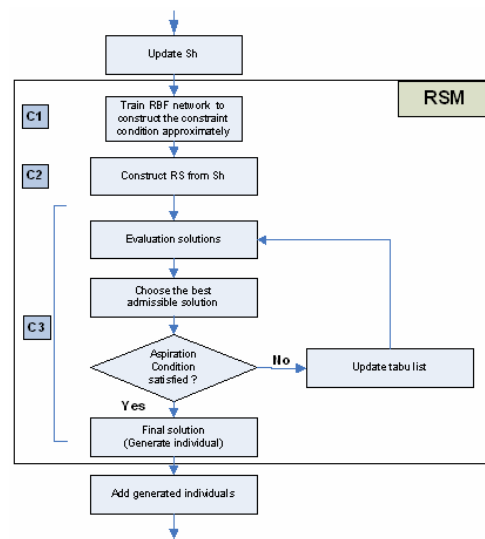 Update Sh
RSM
C1
Train RBF network to
construct the constraint
condition approximately
C2
Construct RS from Sh
Evaluation solutions
Choose the best
admissible solution
C3
Aspiration
Condition
satisfied ?
No
Update tabu list
Yes
Final solution
(Generate individual)
Add generated individuals